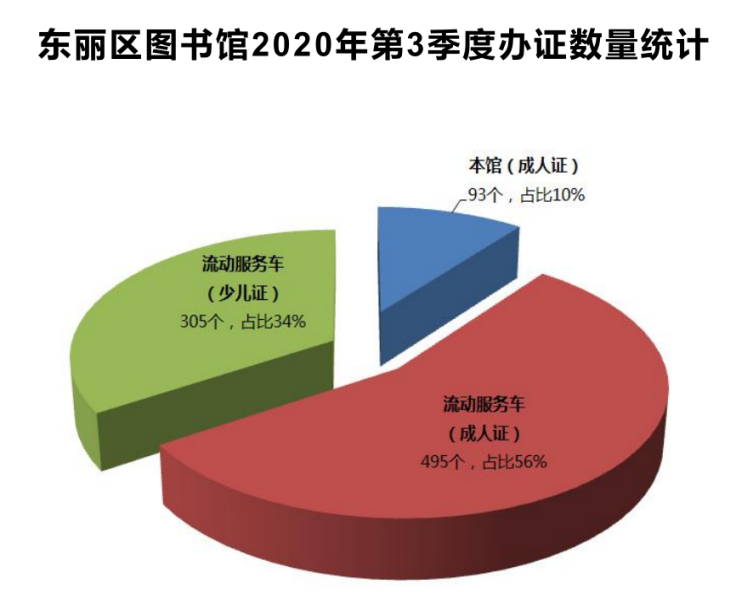 东丽区图书馆2020年第3季度办证数量统计
本馆（成人证）
93个，占比10%
流动服务车
（少儿证）
305个，占比34%
流动服务车
（成人证）
495个，占比56%